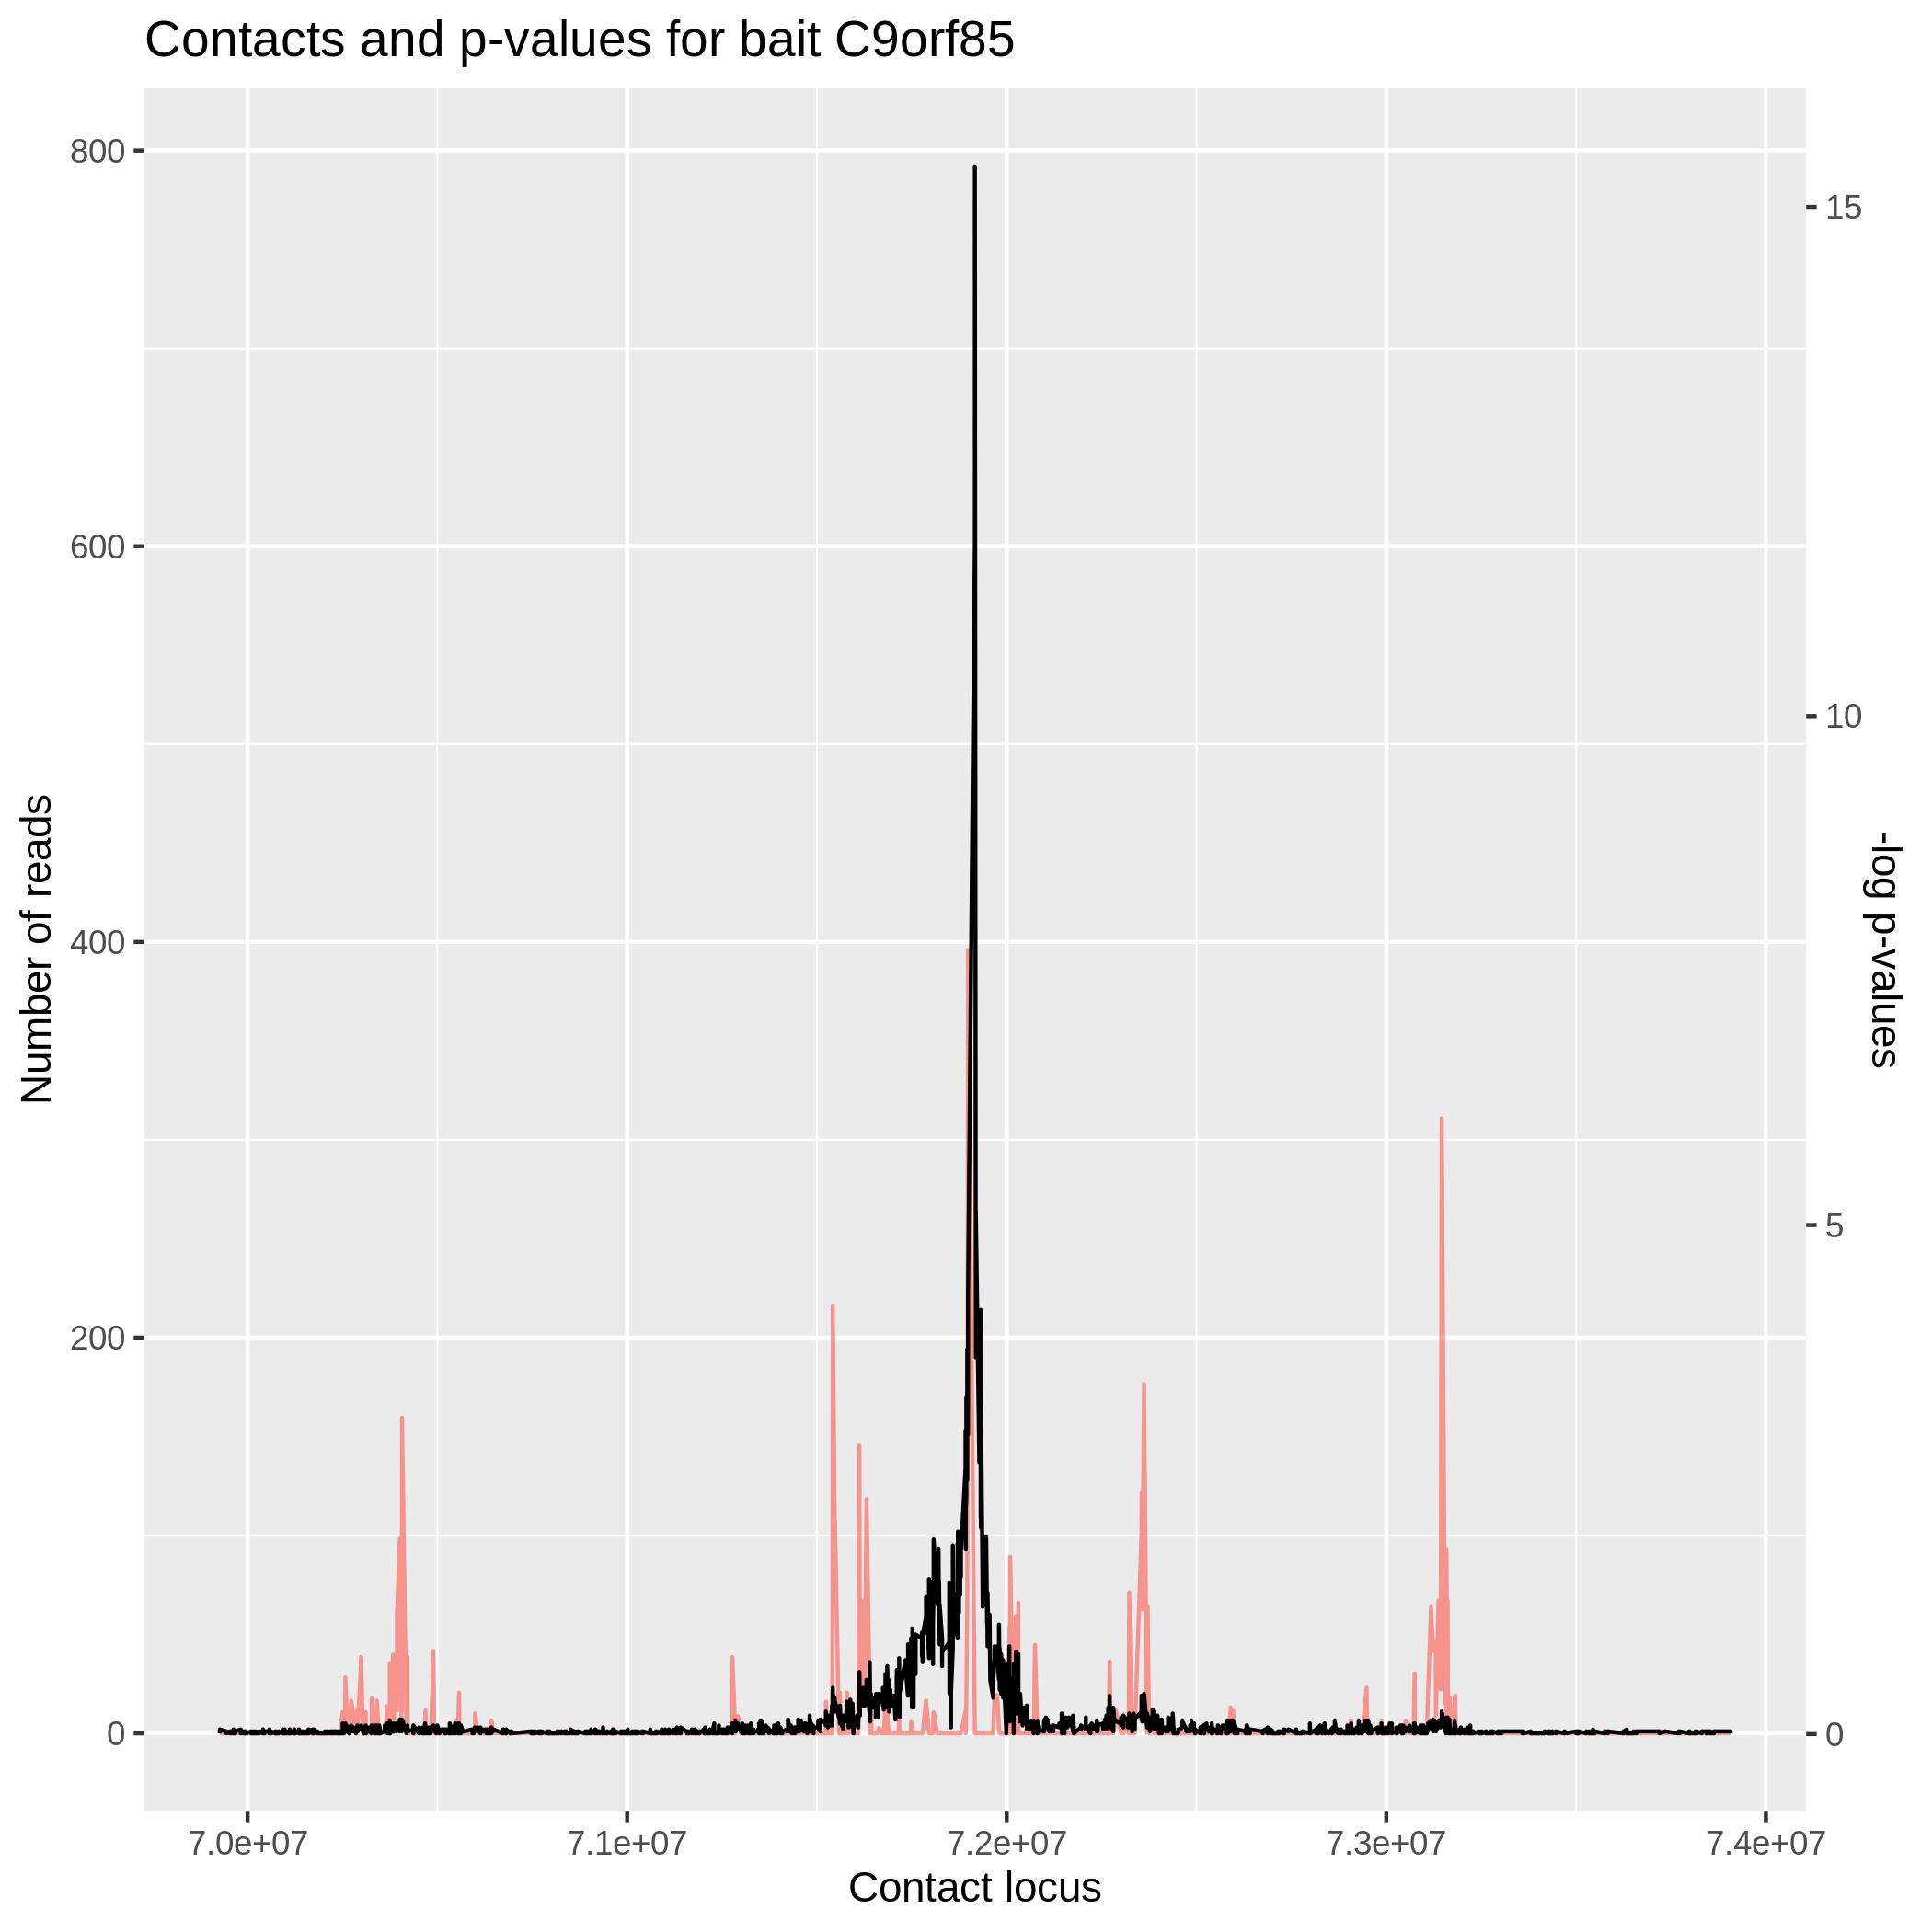 Contacts and p-values for bait C9orf85
800
600
400
200
0
Number of reads
15
10
5
0
-log p-values
7.0e+07
7.1e+07
7.2e+07
7.3e+07
7.4e+07
Contact locus